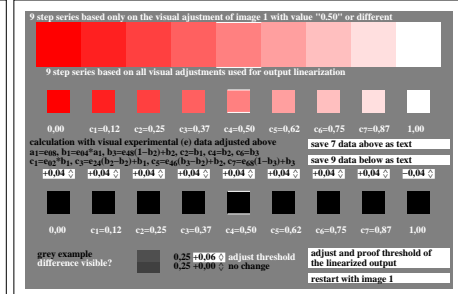 9 step series based only on the visual ajustment of image 1 with value "0.50" or different
9 step series based on all visual adjustments used for output linearization
0,00 c1=0,12 c2=0,25 c3=0,37 c4=0,50 c5=0,62 c6=0,75 c7=0,87 1,00
calculation with visual experimental (e) data adjusted above
a1=e08, b1=e04*a1, b3=e48(1−b2)+b2, c2=b1, c4=b2, c6=b3
c1=e02*b1, c3=e24(b2−b2)+b1, c5=e46(b3−b2)+b2, c7=e68(1−b3)+b3
save 7 data above as text
save 9 data below as text
+0,04 +0,04 +0,04 +0,04 +0,04 +0,04 +0,04 +0,04 −0,04
0,00 c1=0,12 c2=0,25 c3=0,37 c4=0,50 c5=0,62 c6=0,75 c7=0,87 1,00
grey example
difference visible?
0,25 +0,06 adjust threshold
0,25 +0,00 no change
adjust and proof threshold of
the linearized output
restart with image 1